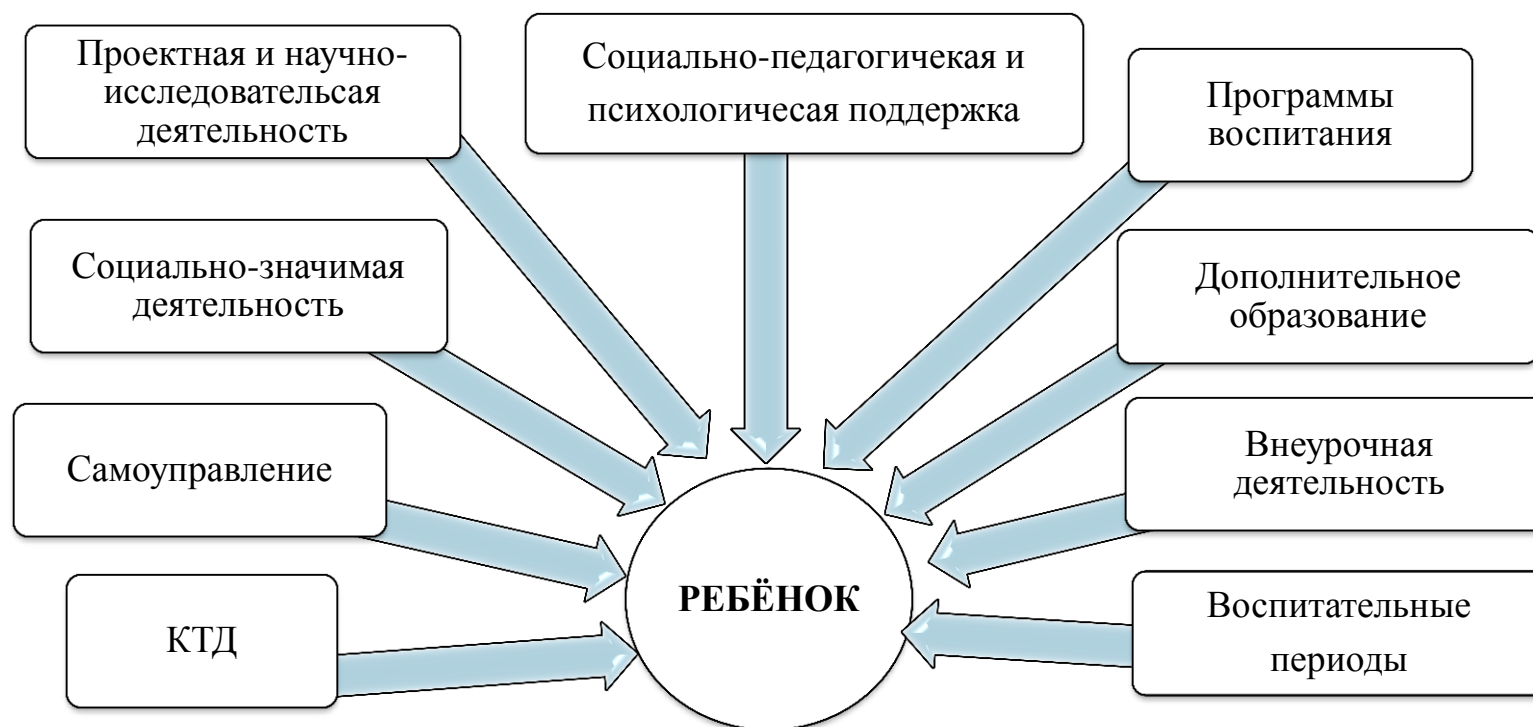 Проектная и научно-
исследовательсая
деятельность
Социально-педагогичекая и
психологичесая поддержка
Программы
воспитания
Социально-значимая
деятельность
Дополнительное
образование
Самоуправление
Внеурочная
деятельность
РЕБЁНОК
КТД
Воспитательные
периоды